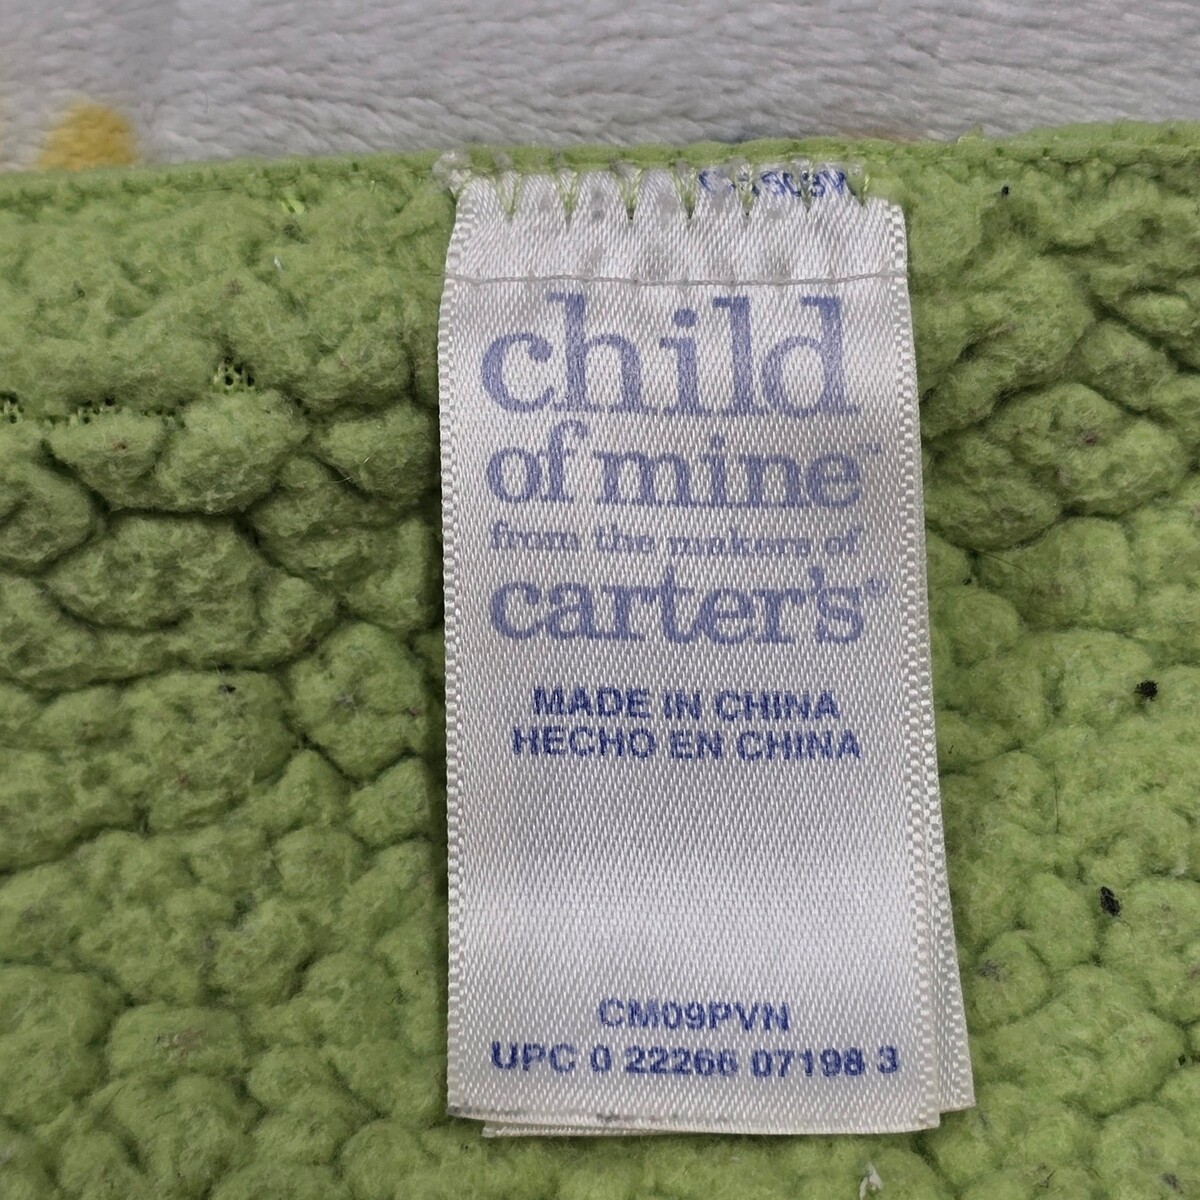 child
of mine™
from the makers of
carter's®
MADE IN CHINA
HECHO EN CHINA
CM09PVN
UPC 0 22266 07198 3